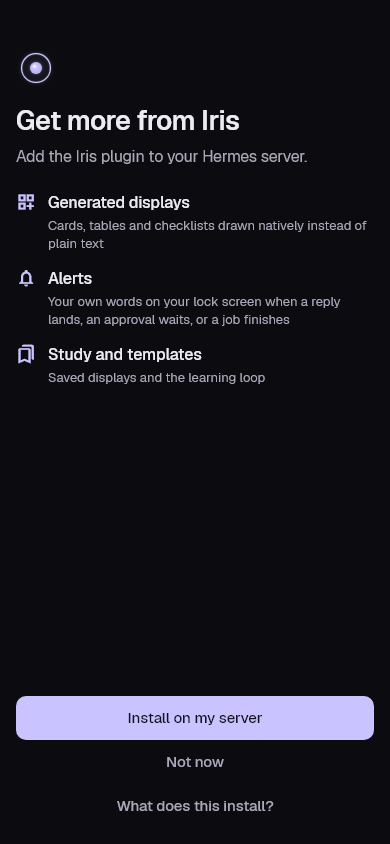 Get more from Iris
Add the Iris plugin to your Hermes server.
Generated displays
Cards, tables and checklists drawn natively instead of
plain text
Alerts
Your own words on your lock screen when a reply
lands, an approval waits, or a job finishes
Study and templates
Saved displays and the learning loop
Install on my server
Not now
What does this install?